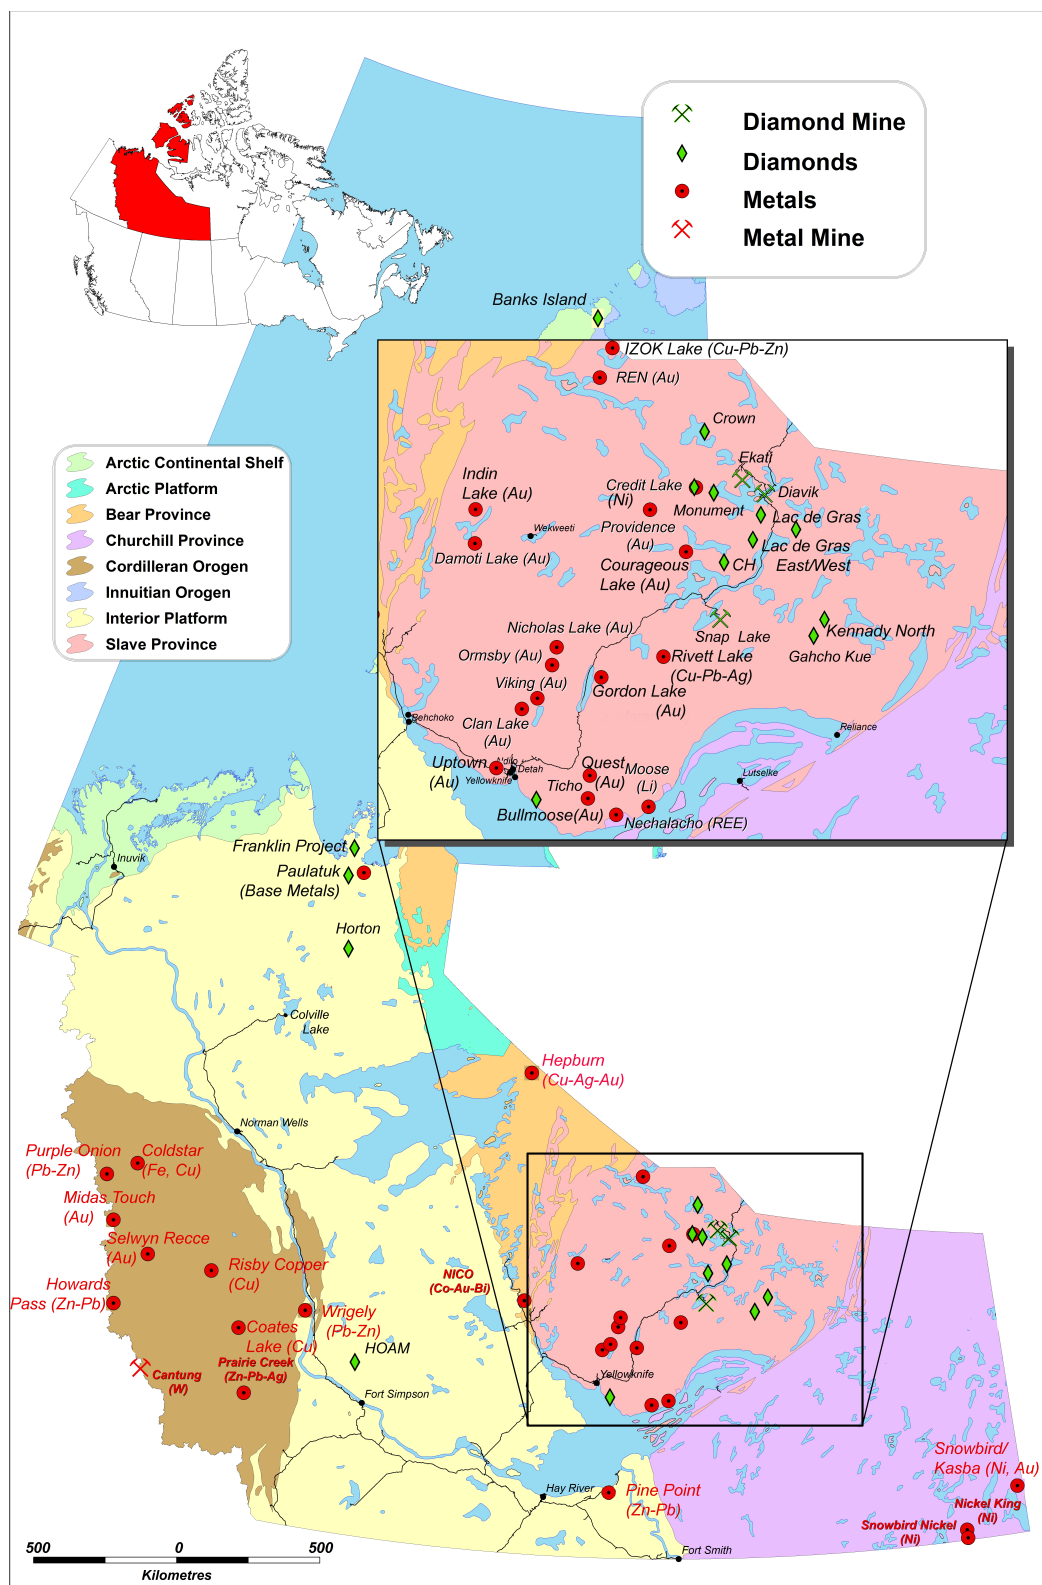 Diamond Mine
Diamonds
Metals
Metal Mine
Banks Island
IZOK Lake (Cu-Pb-Zn)
REN (Au)
Crown
Ekati
Indin
Lake (Au)
Credit Lake
(Ni)
Diavik
Monument
Lac de Gras
Wekweeti
Providence
(Au)
Damoti Lake (Au)
Lac de Gras
East/West
Courageous
Lake (Au)
CH
Arctic Continental Shelf
Arctic Platform
Bear Province
Churchill Province
Cordilleran Orogen
Innuitian Orogen
Interior Platform
Slave Province
Nicholas Lake (Au)
Snap Lake
Kennady North
Gahcho Kue
Ormsby (Au)
Rivett Lake
(Cu-Pb-Ag)
Viking (Au)
Gordon Lake
(Au)
Clan Lake
(Au)
Behchoko
Reliance
Uptown
(Au)
Ndilo
Detah
Yellowknife
Quest
(Au)
Moose
(Li)
Lutselke
Ticho
Bullmoose(Au)
Nechalacho (REE)
Franklin Project
Inuvik
Paulatuk
(Base Metals)
Horton
Colville
Lake
Hepburn
(Cu-Ag-Au)
Norman Wells
Purple Onion
(Pb-Zn)
Coldstar
(Fe, Cu)
Midas Touch
(Au)
Selwyn Recce
(Au)
Risby Copper
(Cu)
NICO
(Co-Au-Bi)
Howards
Pass (Zn-Pb)
Wrigely
(Pb-Zn)
Coates
Lake (Cu)
HOAM
Cantung
(W)
Prairie Creek
(Zn-Pb-Ag)
Yellowknife
Fort Simpson
Snowbird/
Kasba (Ni, Au)
Hay River
Pine Point
(Zn-Pb)
Nickel King
(Ni)
Snowbird Nickel
(Ni)
Fort Smith
500 0 500
Kilometres